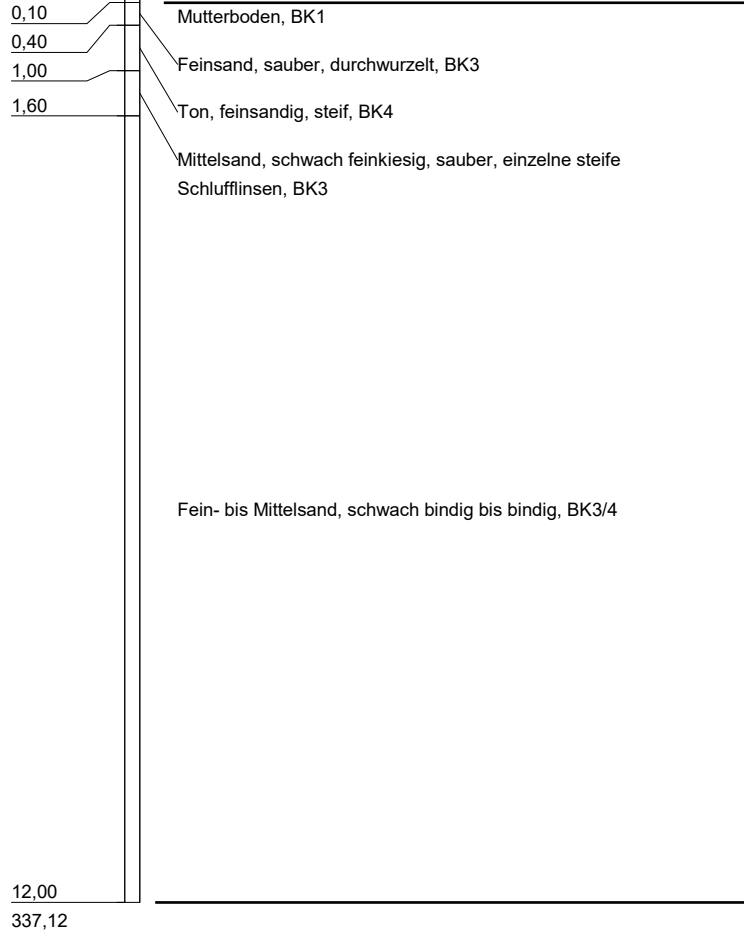 0,10
Mutterboden, BK1
0,40
Feinsand, sauber, durchwurzelt, BK3
1,00
Ton, feinsandig, steif, BK4
1,60
Mittelsand, schwach feinkiesig, sauber, einzelne steife
Schlufflinsen, BK3
Fein- bis Mittelsand, schwach bindig bis bindig, BK3/4
12,00
337,12